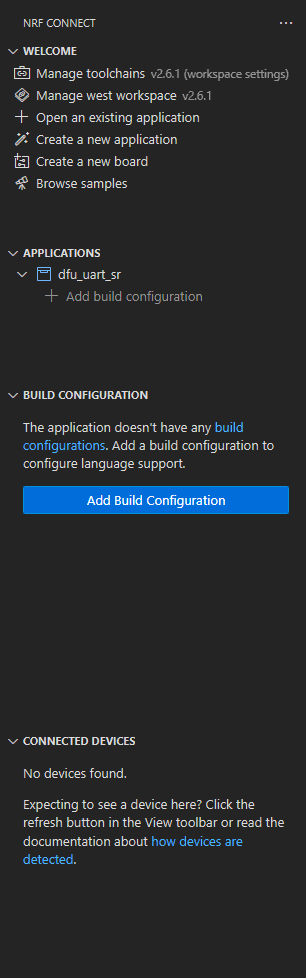 NRF CONNECT
WELCOME
Manage toolchains v2.6.1 (workspace settings)
Manage west workspace v2.6.1
Open an existing application
Create a new application
Create a new board
Browse samples
APPLICATIONS
dfu_uart_sr
Add build configuration
BUILD CONFIGURATION
The application doesn't have any build
configurations. Add a build configuration to
configure language support.
Add Build Configuration
CONNECTED DEVICES
No devices found.
Expecting to see a device here? Click the
refresh button in the View toolbar or read the
documentation about how devices are
detected.